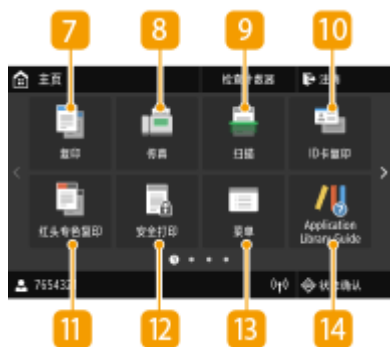 7 8 9 10
主页 检查计数器 注销
复印 传真 扫描 ID卡复印
红头专色复印 安全打印 菜单 Application Library Guide
7654321 状态确认
11 12 13 14